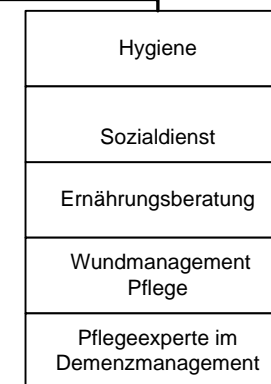 Hygiene
Sozialdienst
Ernährungsberatung
Wundmanagement
Pflege
Pflegeexperte im
Demenzmanagement